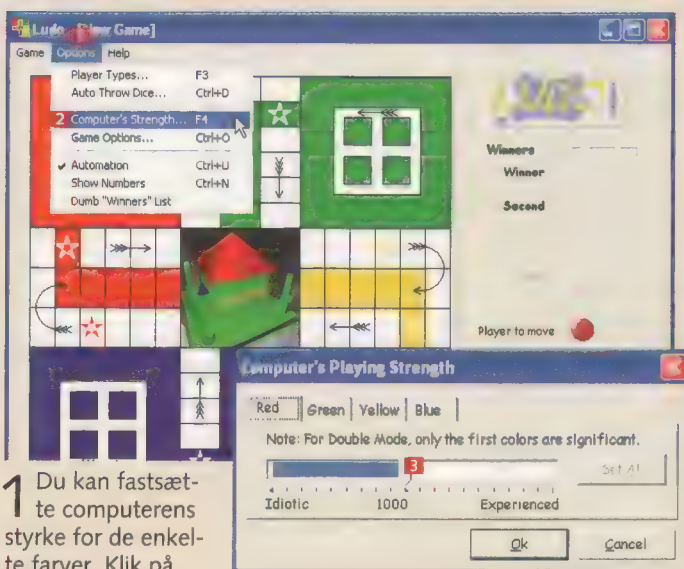 Ludo [New Game]
Game Options Help
Player Types... F3
Auto Throw Dice... Ctrl+D
2 Computer's Strength... F4
Game Options... Ctrl+O
Automation Ctrl+U
Show Numbers Ctrl+N
Dumb "Winners" List
Winners
Winner
Second
Player to move
Computer's Playing Strength
Red Green Yellow Blue
Note: For Double Mode, only the first colors are significant.
3
Set All
Idiotic 1000 Experienced
Ok Cancel
1 Du kan fastsæt-
te computerens
styrke for de enkel-
te farver. Klik på